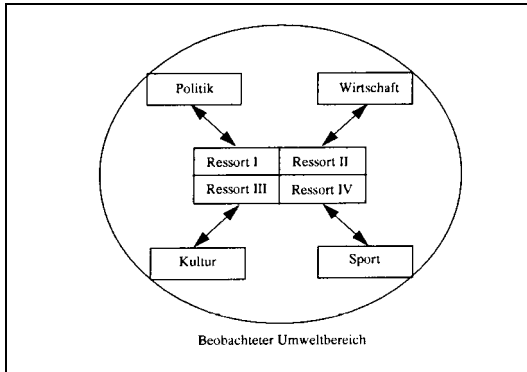 Politik
Wirtschaft
Ressort I
Ressort II
Ressort III
Ressort IV
Kultur
Sport
Beobachteter Umweltbereich